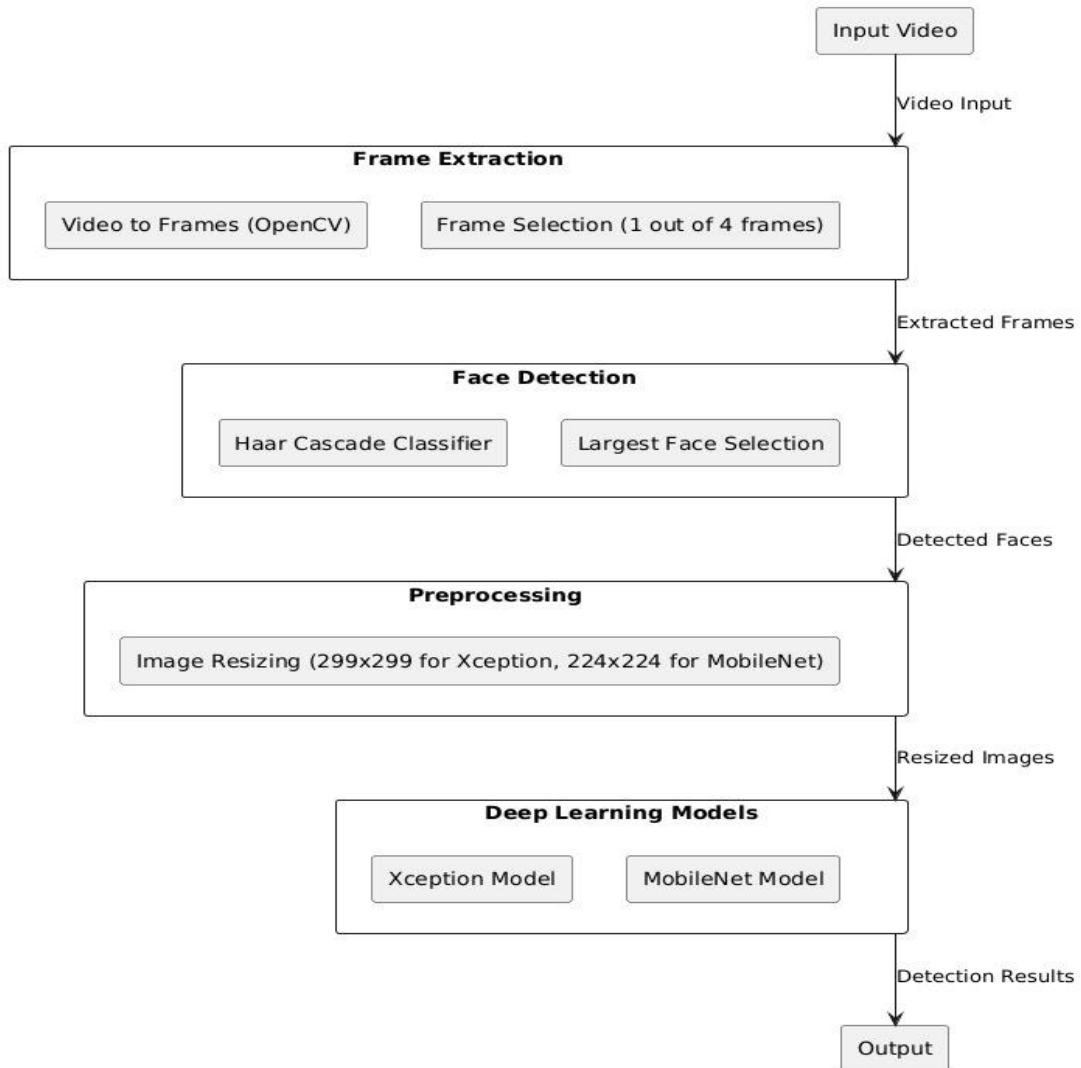 Input Video
Video Input
Frame Extraction
Video to Frames (OpenCV)
Frame Selection (1 out of 4 frames)
Extracted Frames
Face Detection
Haar Cascade Classifier
Largest Face Selection
Detected Faces
Preprocessing
Image Resizing (299x299 for Xception, 224x224 for MobileNet)
Resized Images
Deep Learning Models
Xception Model
MobileNet Model
Detection Results
Output